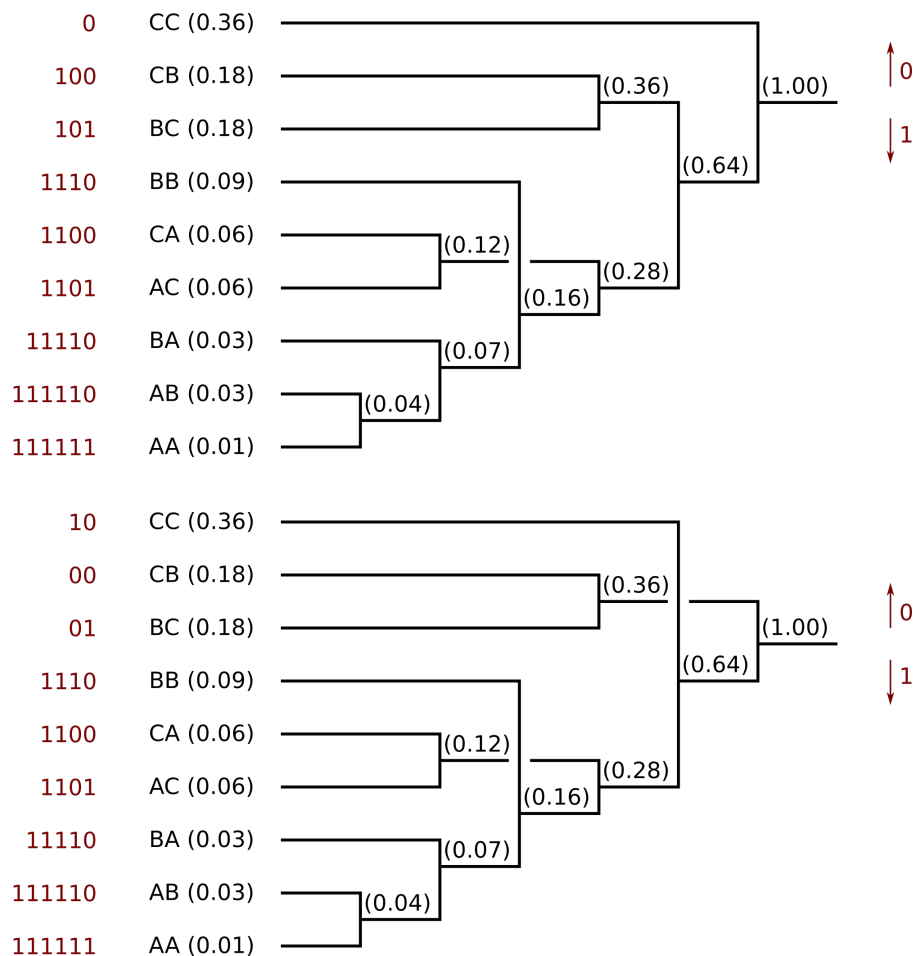 0 CC (0.36)
(1.00)
0
100 CB (0.18)
(0.36)
101 BC (0.18)
1
(0.64)
1110 BB (0.09)
1100 CA (0.06)
(0.12)
(0.28)
1101 AC (0.06)
(0.16)
11110 BA (0.03)
(0.07)
111110 AB (0.03)
(0.04)
111111 AA (0.01)
10 CC (0.36)
00 CB (0.18)
(0.36)
0
01 BC (0.18)
(1.00)
(0.64)
1
1110 BB (0.09)
1100 CA (0.06)
(0.12)
(0.28)
1101 AC (0.06)
(0.16)
11110 BA (0.03)
(0.07)
111110 AB (0.03)
(0.04)
111111 AA (0.01)